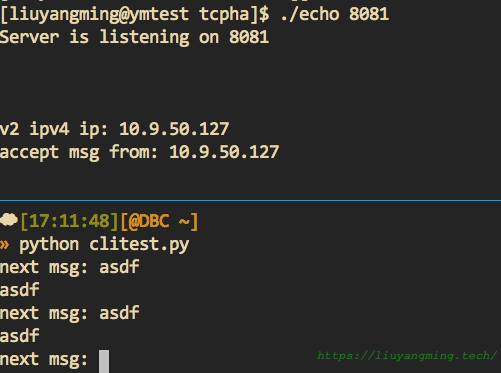 [liuyangming@ymtest tcpha]$ ./echo 8081
Server is listening on 8081
v2 ipv4 ip: 10.9.50.127
accept msg from: 10.9.50.127
[17:11:48][@DBC ~]
» python clitest.py
next msg: asdf
asdf
next msg: asdf
asdf
next msg:
https://liuyangming.tech/